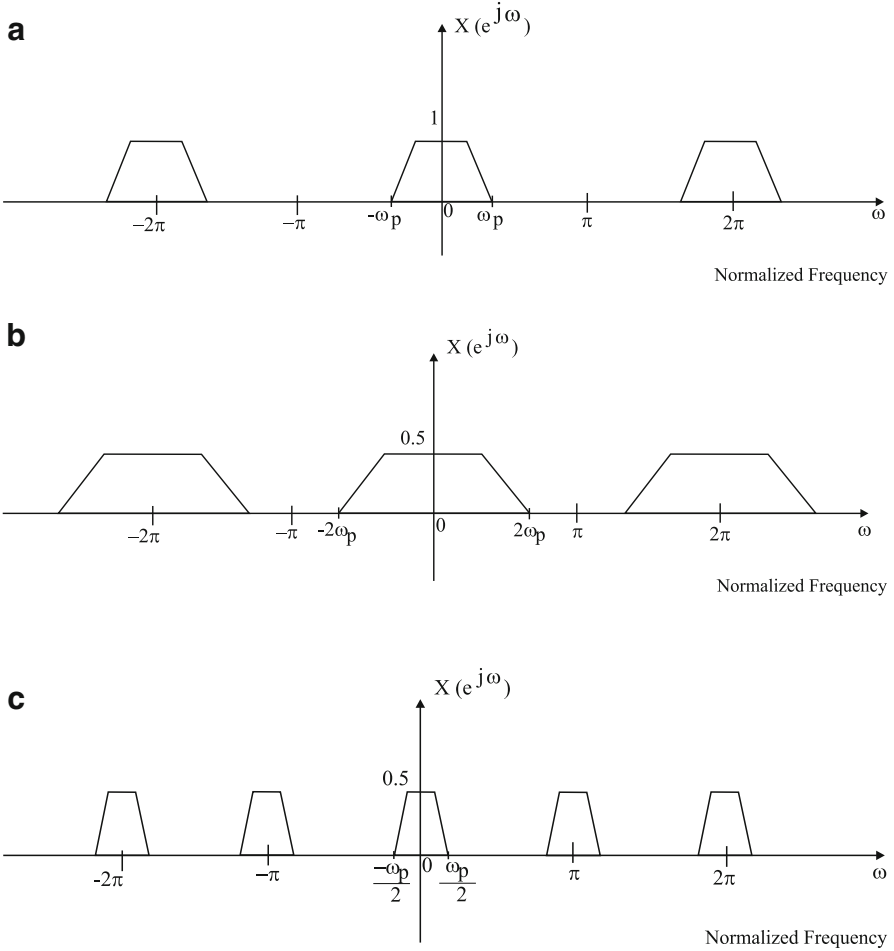 a
X (e^jω)
1
−2π −π -ωp 0 ωp π 2π ω
Normalized Frequency
b
X (e^jω)
0.5
−2π −π -2ωp 0 2ωp π 2π ω
Normalized Frequency
c
X (e^jω)
0.5
-2π −π −ωp/2 0 ωp/2 π 2π ω
Normalized Frequency